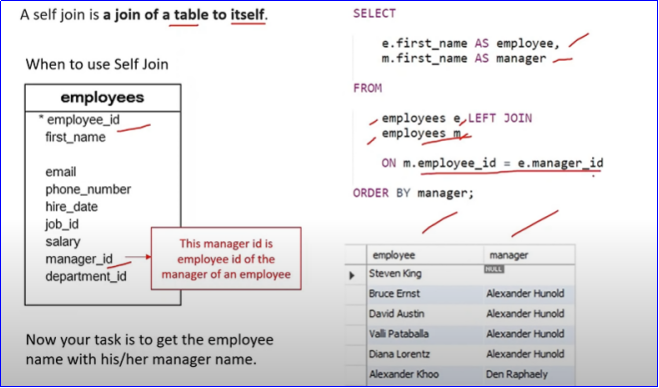 A self join is a join of a table to itself.
When to use Self Join
employees
* employee_id
first_name
email
phone_number
hire_date
job_id
salary
manager_id
department_id
This manager id is
employee id of the
manager of an employee
Now your task is to get the employee
name with his/her manager name.
SELECT
e.first_name AS employee,
m.first_name AS manager
FROM
employees e LEFT JOIN
employees m
ON m.employee_id = e.manager_id
ORDER BY manager;
employee manager
Steven King NULL
Bruce Ernst Alexander Hunold
David Austin Alexander Hunold
Valli Pataballa Alexander Hunold
Diana Lorentz Alexander Hunold
Alexander Khoo Den Raphaely